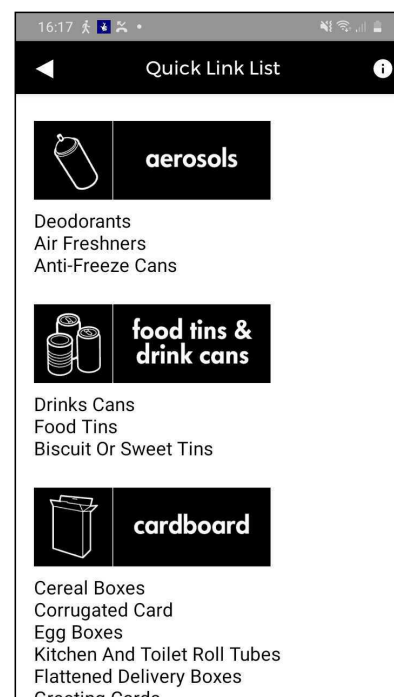 16:17
Quick Link List
aerosols
Deodorants
Air Freshners
Anti-Freeze Cans
food tins &
drink cans
Drinks Cans
Food Tins
Biscuit Or Sweet Tins
cardboard
Cereal Boxes
Corrugated Card
Egg Boxes
Kitchen And Toilet Roll Tubes
Flattened Delivery Boxes
Greeting Cards